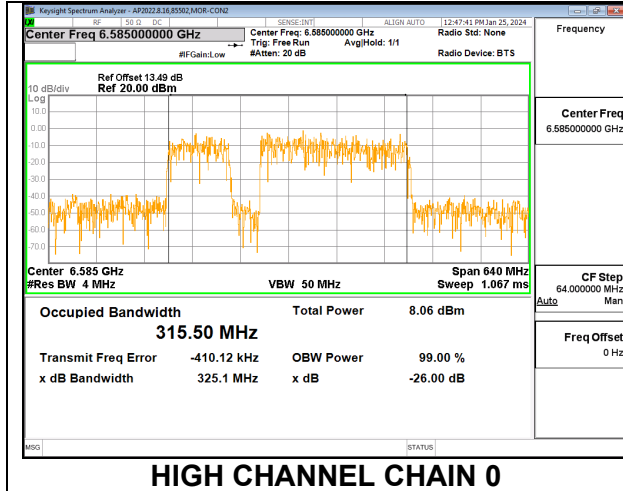 Keysight Spectrum Analyzer - AP2022.8.16,85502,MOR-CON2
RF 50 Ω DC SENSE:INT ALIGN AUTO 12:47:41 PM Jan 25, 2024
Center Freq 6.585000000 GHz
Center Freq: 6.585000000 GHz
Radio Std: None
Trig: Free Run Avg|Hold: 1/1
#IFGain:Low #Atten: 20 dB Radio Device: BTS
Frequency
Ref Offset 13.49 dB
10 dB/div Ref 20.00 dBm
Log
10.0
0.00
-10.0
-20.0
-30.0
-40.0
-50.0
-60.0
-70.0
Center 6.585 GHz Span 640 MHz
#Res BW 4 MHz VBW 50 MHz Sweep 1.067 ms
Occupied Bandwidth Total Power 8.06 dBm
315.50 MHz
Transmit Freq Error -410.12 kHz OBW Power 99.00 %
x dB Bandwidth 325.1 MHz x dB -26.00 dB
Center Freq
6.585000000 GHz
CF Step
64.000000 MHz
Auto Man
Freq Offset
0 Hz
MSG STATUS
HIGH CHANNEL CHAIN 0